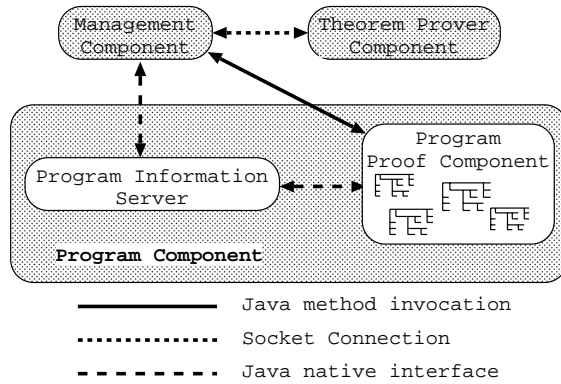 Management
Component
Theorem Prover
Component
Program
Proof Component
Program Information
Server
Program Component
Java method invocation
Socket Connection
Java native interface